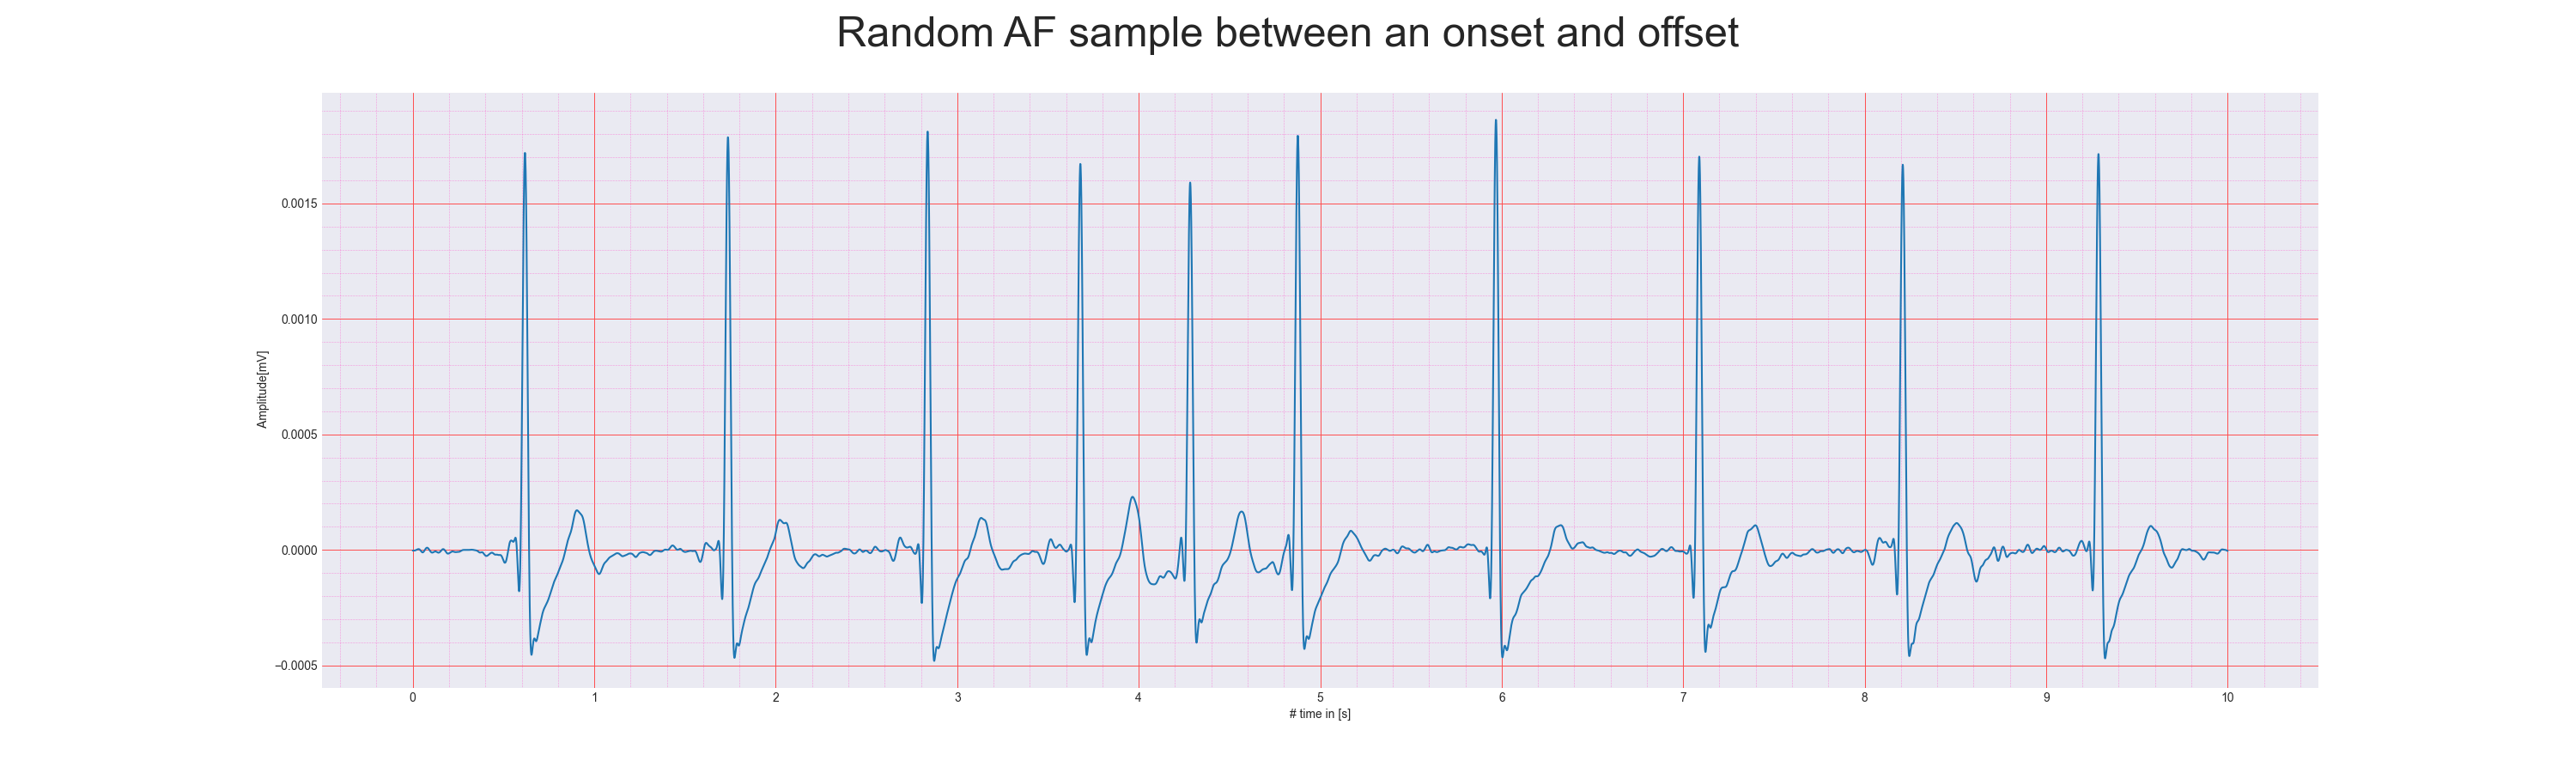 Random AF sample between an onset and offset
0.0015
0.0010
0.0005
0.0000
−0.0005
Amplitude[mV]
0 1 2 3 4 5 6 7 8 9 10
# time in [s]